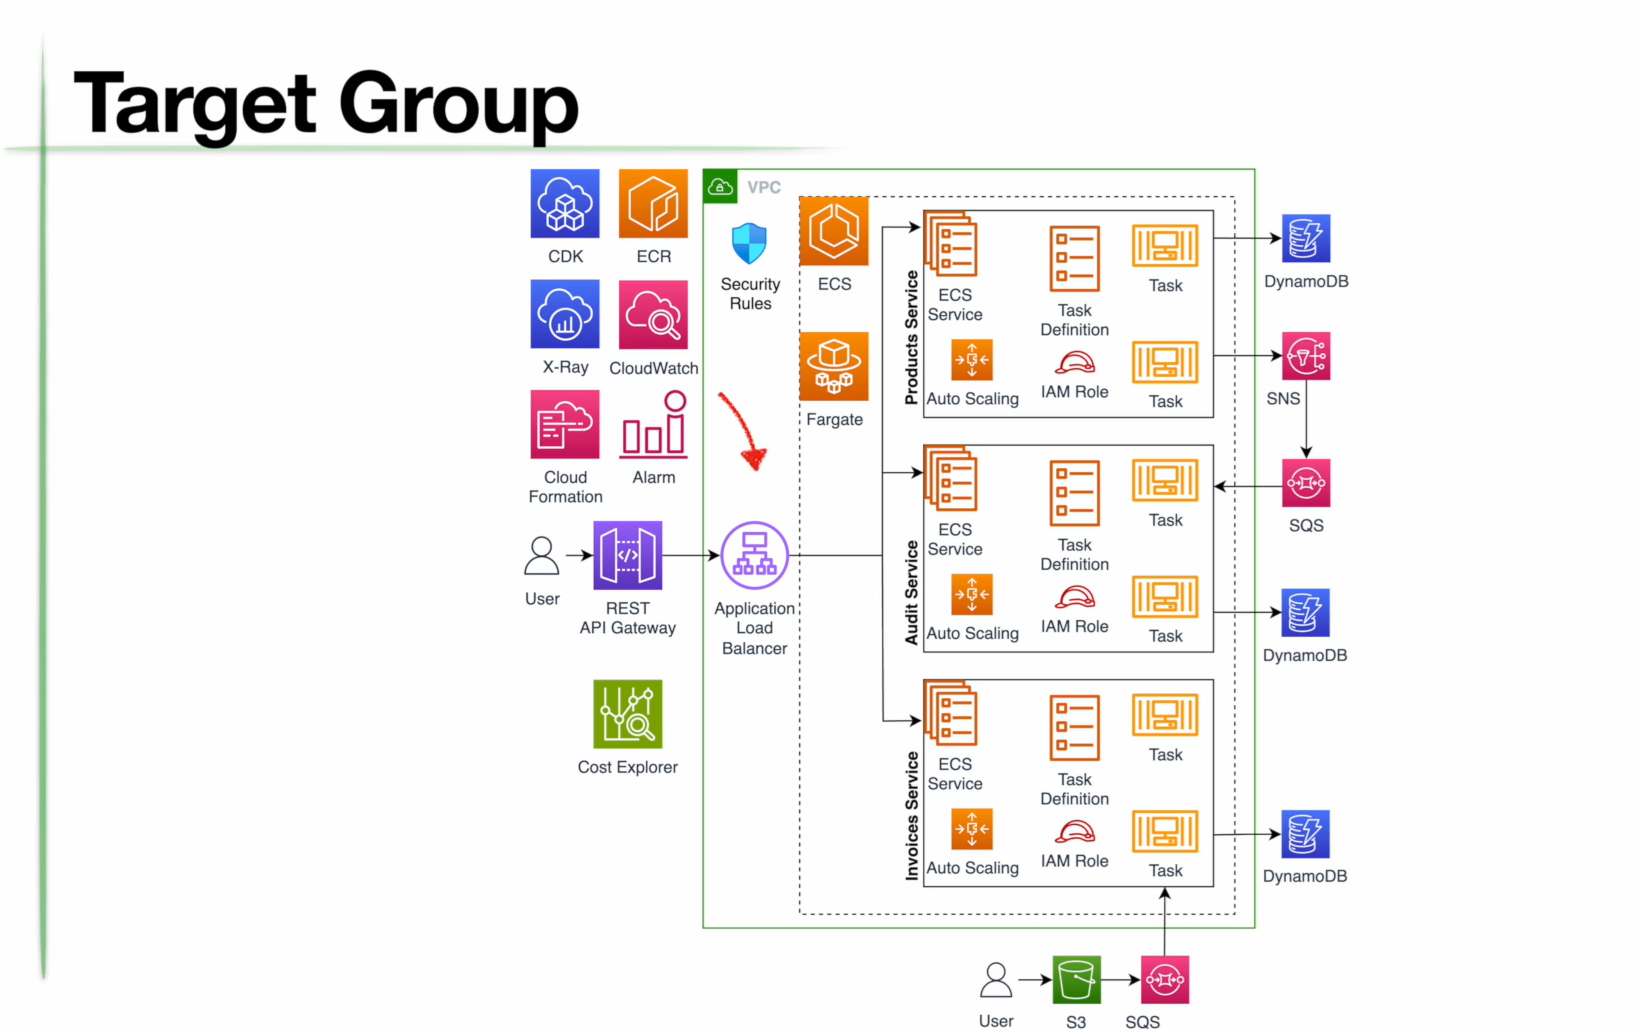 Target Group
VPC
CDK
ECR
X-Ray
CloudWatch
Cloud
Formation
Alarm
User
REST
API Gateway
Cost Explorer
Security
Rules
Application
Load
Balancer
ECS
Fargate
Products Service
ECS
Service
Task
Definition
Task
Auto Scaling
IAM Role
Task
Audit Service
ECS
Service
Task
Definition
Task
Auto Scaling
IAM Role
Task
Invoices Service
ECS
Service
Task
Definition
Task
Auto Scaling
IAM Role
Task
DynamoDB
SNS
SQS
DynamoDB
DynamoDB
User
S3
SQS